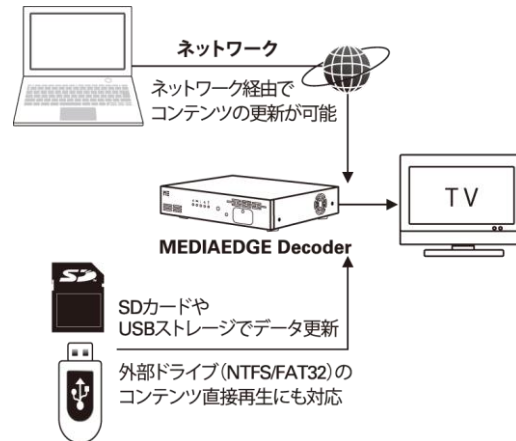 ネットワーク
ネットワーク経由で
コンテンツの更新が可能
TV
MEDIAEDGE Decoder
SD
SDカードや
USBストレージでデータ更新
外部ドライブ(NTFS/FAT32)の
コンテンツ直接再生にも対応